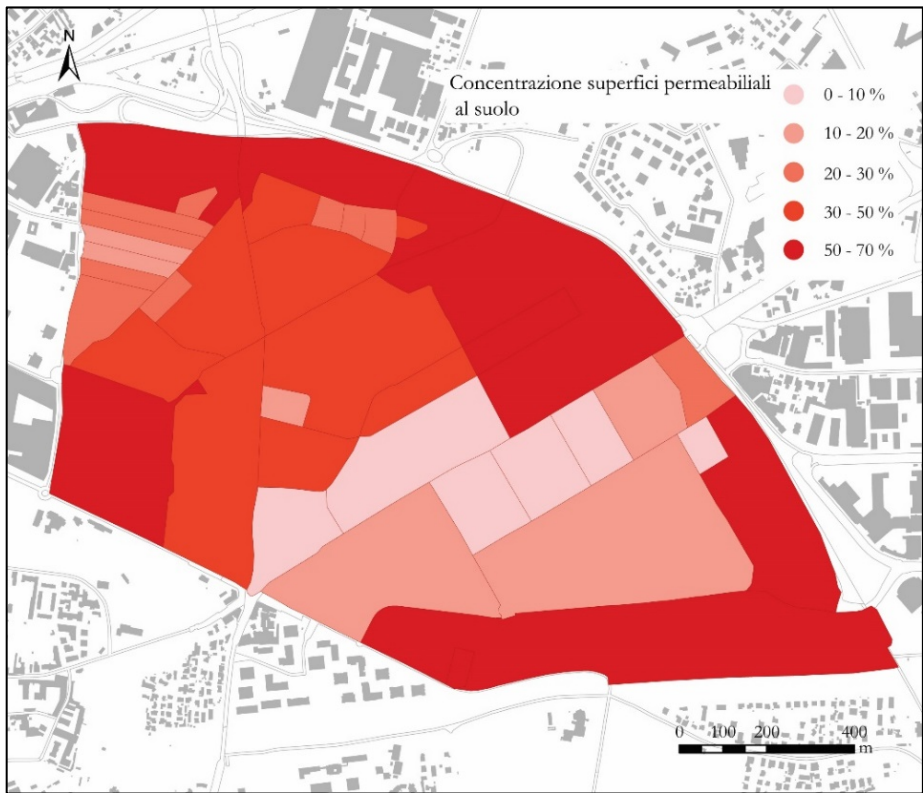 N
Concentrazione superfici permeabiliali
al suolo
0 - 10 %
10 - 20 %
20 - 30 %
30 - 50 %
50 - 70 %
0 100 200 400
m